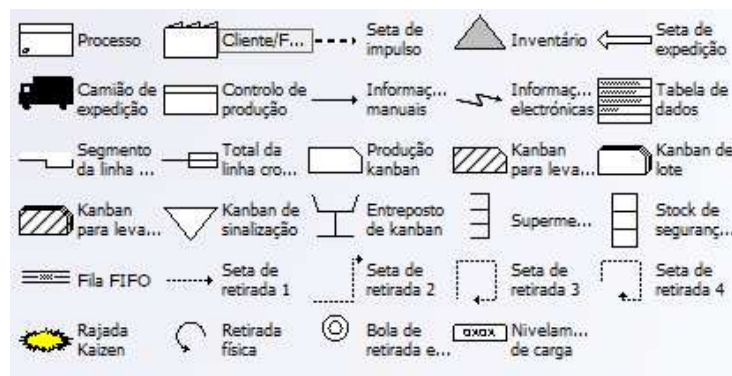 Processo
Cliente/F...
Seta de
impulso
Inventário
Seta de
expedição
Camião de
expedição
Controlo de
produção
Informaç...
manuais
Informaç...
electrónicas
Tabela de
dados
Segmento
da linha ...
Total da
linha cro...
Produção
kanban
Kanban
para leva...
Kanban de
lote
Kanban
para leva...
Kanban de
sinalização
Entreposto
de kanban
Superme...
Stock de
seguranç...
Fila FIFO
Seta de
retirada 1
Seta de
retirada 2
Seta de
retirada 3
Seta de
retirada 4
Rajada
Kaizen
Retirada
física
Bola de
retirada e...
OXOX
Nivelam...
de carga